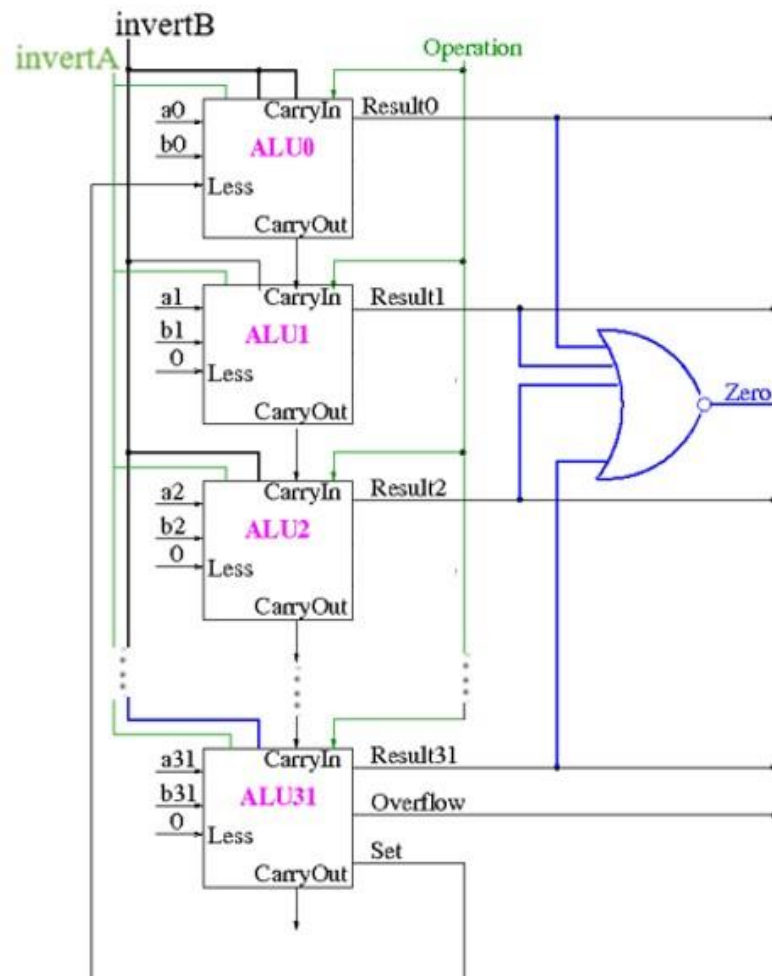 invertB
invertA
Operation
CarryIn
Result0
a0
ALU0
b0
Less
CarryOut
CarryIn
Result1
a1
ALU1
b1
0
Less
CarryOut
Zero
CarryIn
Result2
a2
ALU2
b2
0
Less
CarryOut
CarryIn
Result31
a31
ALU31
b31
Overflow
0
Less
Set
CarryOut